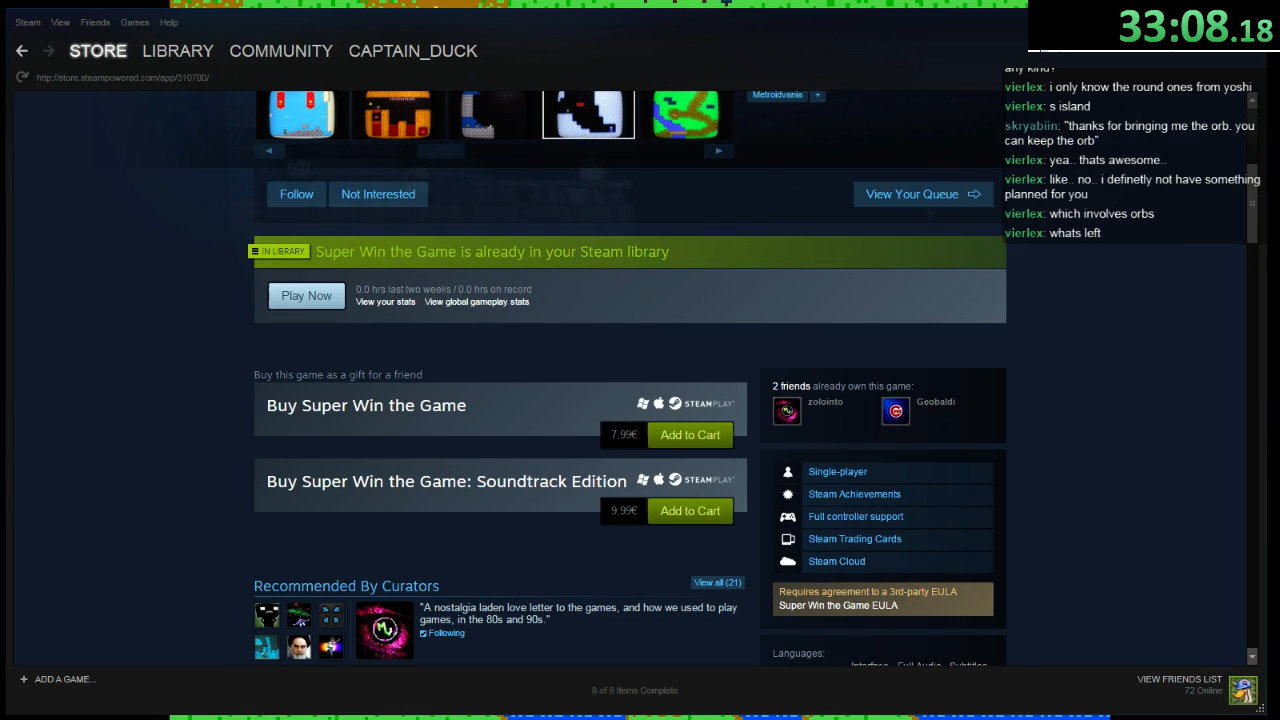 Steam View Friends Games Help
33:08.18
STORE LIBRARY COMMUNITY CAPTAIN_DUCK
http://store.steampowered.com/app/310700/
any kind?
vierlex: i only know the round ones from yoshi
vierlex: s island
skryabiin: "thanks for bringing me the orb. you
can keep the orb"
vierlex: yea.. thats awesome..
vierlex: like.. no.. i definetly not have something
planned for you
vierlex: which involves orbs
vierlex: whats left
Metroidvania +
Follow Not Interested View Your Queue
IN LIBRARY Super Win the Game is already in your Steam library
Play Now
0.0 hrs last two weeks / 0.0 hrs on record
View your stats View global gameplay stats
Buy this game as a gift for a friend
Buy Super Win the Game STEAMPLAY
7,99€ Add to Cart
Buy Super Win the Game: Soundtrack Edition STEAMPLAY
9,99€ Add to Cart
2 friends already own this game:
zolointo Geobaldi
Single-player
Steam Achievements
Full controller support
Steam Trading Cards
Steam Cloud
Requires agreement to a 3rd-party EULA
Super Win the Game EULA
Recommended By Curators View all (21)
"A nostalgia laden love letter to the games, and how we used to play
games, in the 80s and 90s."
Following
Languages:
Interface Full Audio Subtitles
+ ADD A GAME...
8 of 8 Items Complete
VIEW FRIENDS LIST
72 Online